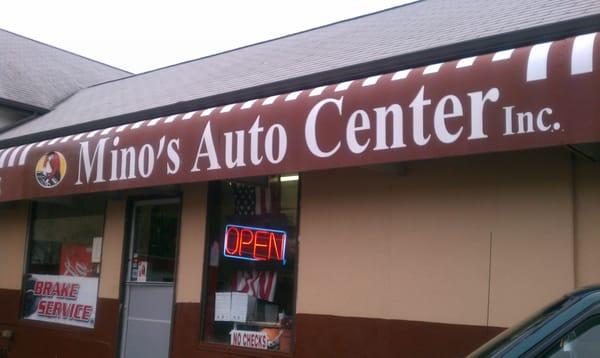 Mino's Auto Center Inc.
OPEN
BRAKE
SERVICE
NO CHECKS